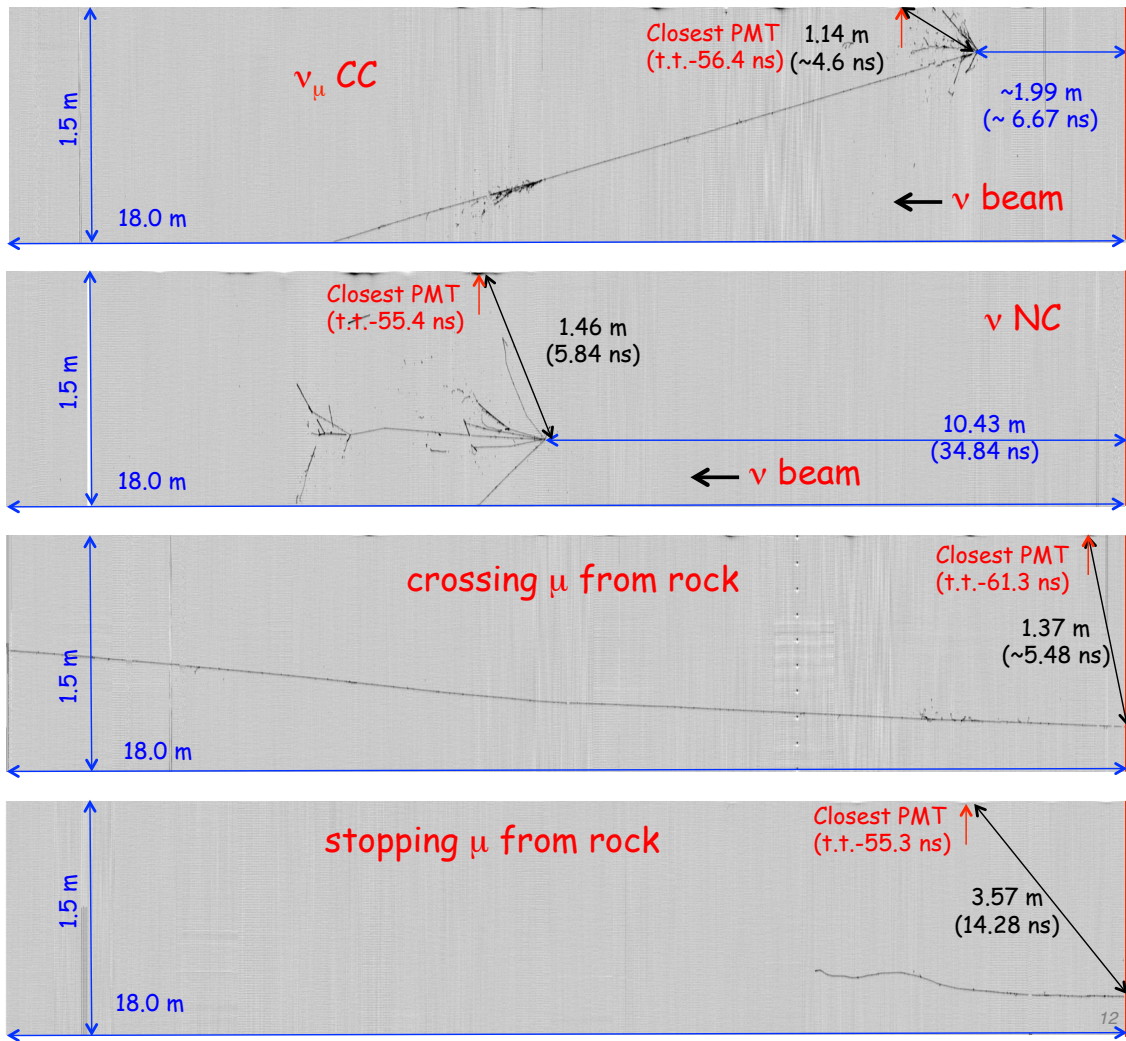 Closest PMT
(t.t.-56.4 ns)
1.14 m
(~4.6 ns)
νμ CC
1.5 m
~1.99 m
(~ 6.67 ns)
ν beam
18.0 m
Closest PMT
(t.t.-55.4 ns)
1.46 m
(5.84 ns)
ν NC
1.5 m
10.43 m
(34.84 ns)
18.0 m
ν beam
crossing μ from rock
Closest PMT
(t.t.-61.3 ns)
1.37 m
(~5.48 ns)
1.5 m
18.0 m
stopping μ from rock
Closest PMT
(t.t.-55.3 ns)
1.5 m
3.57 m
(14.28 ns)
18.0 m
12